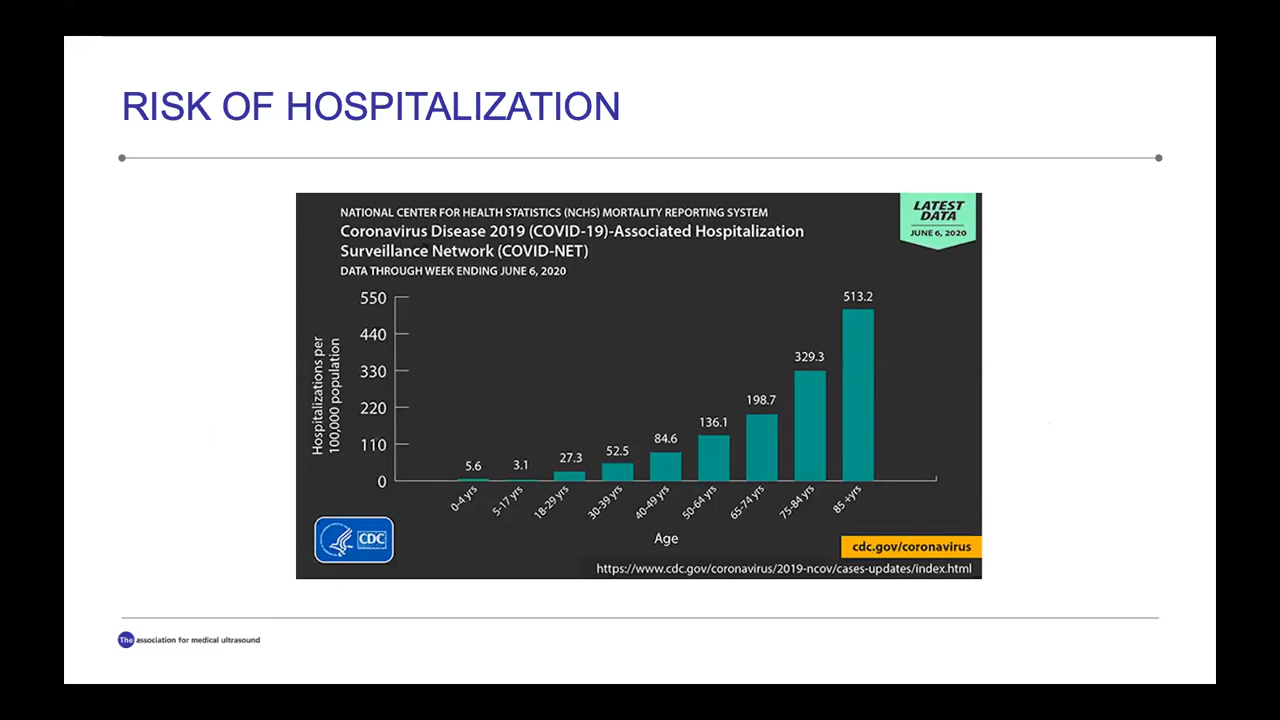 RISK OF HOSPITALIZATION
NATIONAL CENTER FOR HEALTH STATISTICS (NCHS) MORTALITY REPORTING SYSTEM
Coronavirus Disease 2019 (COVID-19)-Associated Hospitalization
Surveillance Network (COVID-NET)
DATA THROUGH WEEK ENDING JUNE 6, 2020
LATEST
DATA
JUNE 6, 2020
Hospitalizations per
100,000 population
550
440
330
220
110
0
5.6
3.1
27.3
52.5
84.6
136.1
198.7
329.3
513.2
0-4 yrs
5-17 yrs
18-29 yrs
30-39 yrs
40-49 yrs
50-64 yrs
65-74 yrs
75-84 yrs
85 +yrs
Age
CDC
cdc.gov/coronavirus
https://www.cdc.gov/coronavirus/2019-ncov/cases-updates/index.html
The association for medical ultrasound